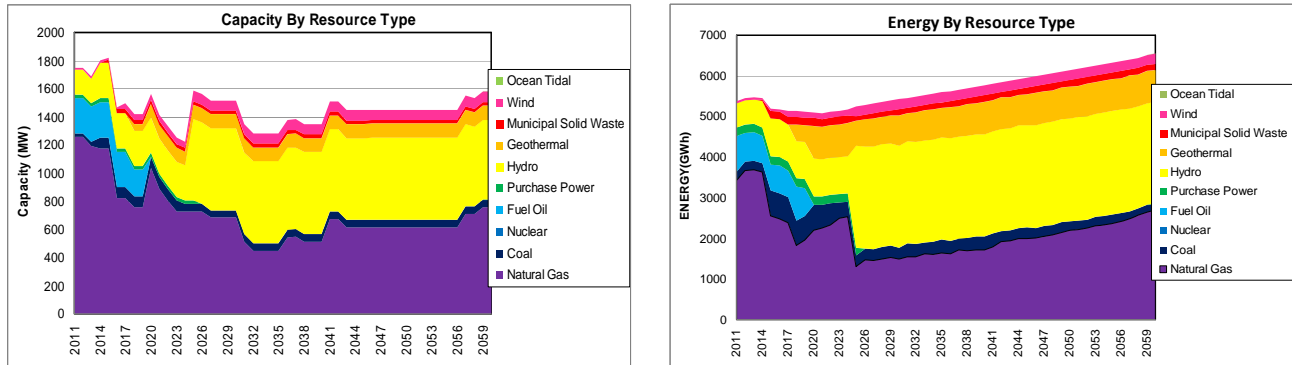 Capacity By Resource Type
Capacity (MW)
2000
1800
1600
1400
1200
1000
800
600
400
200
0
2011
2014
2017
2020
2023
2026
2029
2032
2035
2038
2041
2044
2047
2050
2053
2056
2059
Ocean Tidal
Wind
Municipal Solid Waste
Geothermal
Hydro
Purchase Power
Fuel Oil
Nuclear
Coal
Natural Gas
Energy By Resource Type
ENERGY(GWh)
7000
6000
5000
4000
3000
2000
1000
0
2011
2014
2017
2020
2023
2026
2029
2032
2035
2038
2041
2044
2047
2050
2053
2056
2059
Ocean Tidal
Wind
Municipal Solid Waste
Geothermal
Hydro
Purchase Power
Fuel Oil
Nuclear
Coal
Natural Gas